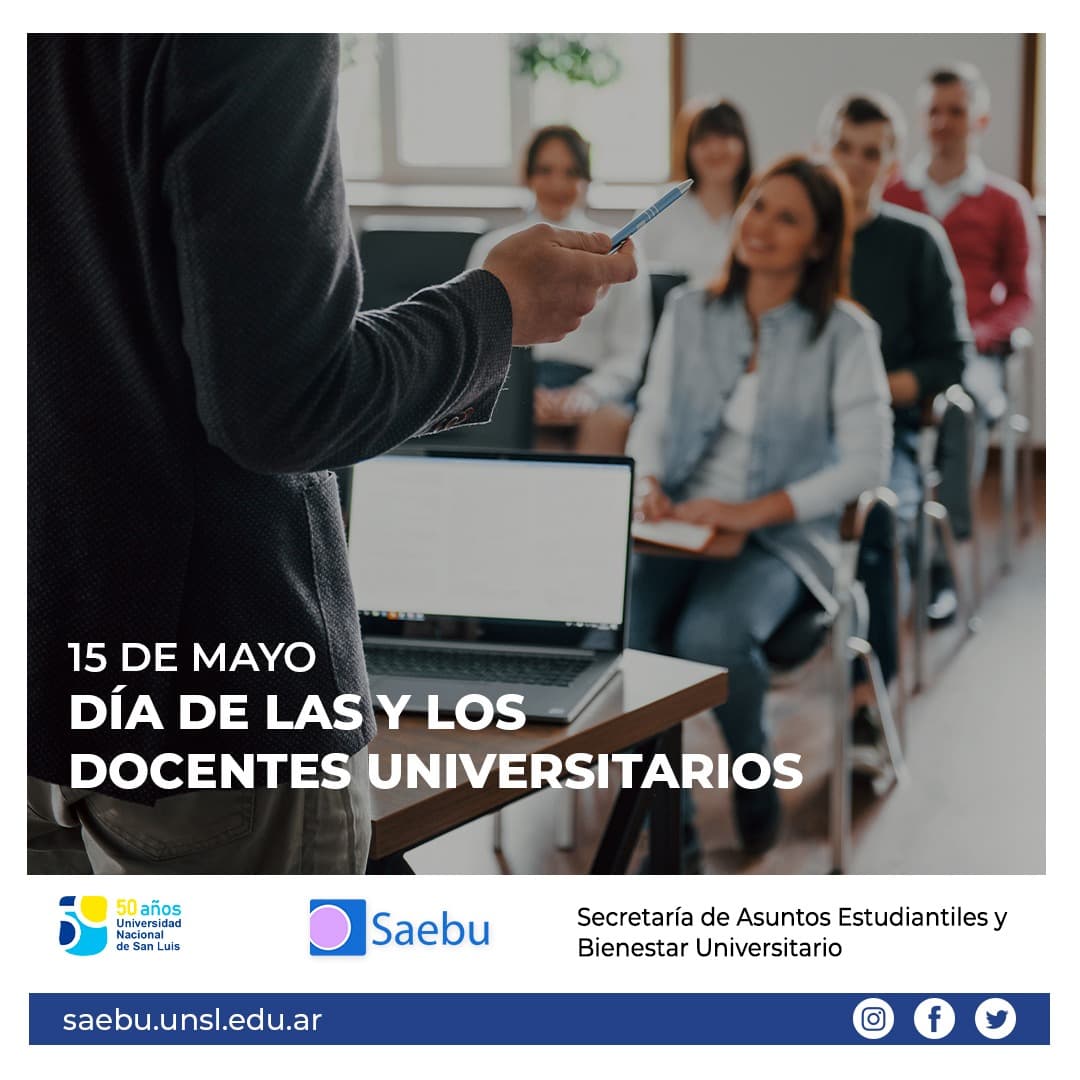 15 DE MAYO
DÍA DE LAS Y LOS
DOCENTES UNIVERSITARIOS
50 años
Universidad
Nacional
de San Luis
Saebu
Secretaría de Asuntos Estudiantiles y
Bienestar Universitario
saebu.unsl.edu.ar